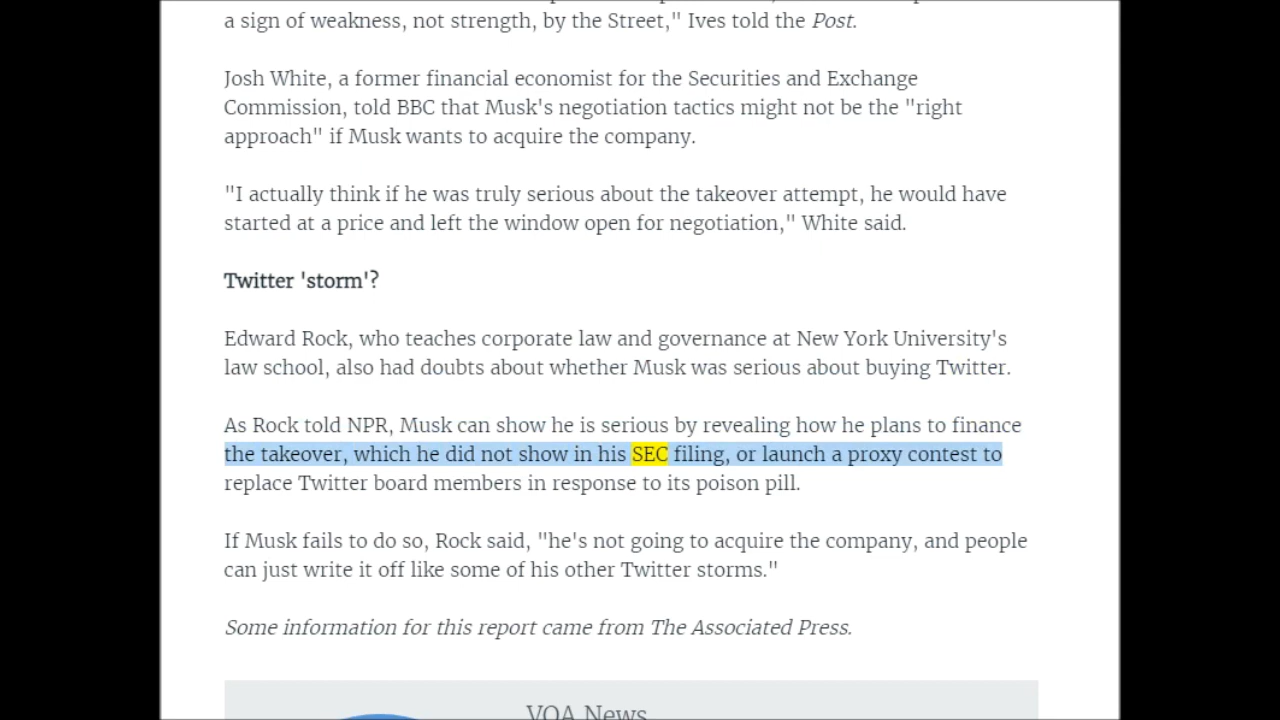 a sign of weakness, not strength, by the Street," Ives told the Post.
Josh White, a former financial economist for the Securities and Exchange
Commission, told BBC that Musk's negotiation tactics might not be the "right
approach" if Musk wants to acquire the company.
"I actually think if he was truly serious about the takeover attempt, he would have
started at a price and left the window open for negotiation," White said.
Twitter 'storm'?
Edward Rock, who teaches corporate law and governance at New York University's
law school, also had doubts about whether Musk was serious about buying Twitter.
As Rock told NPR, Musk can show he is serious by revealing how he plans to finance
the takeover, which he did not show in his SEC filing, or launch a proxy contest to
replace Twitter board members in response to its poison pill.
If Musk fails to do so, Rock said, "he's not going to acquire the company, and people
can just write it off like some of his other Twitter storms."
Some information for this report came from The Associated Press.
VOA News